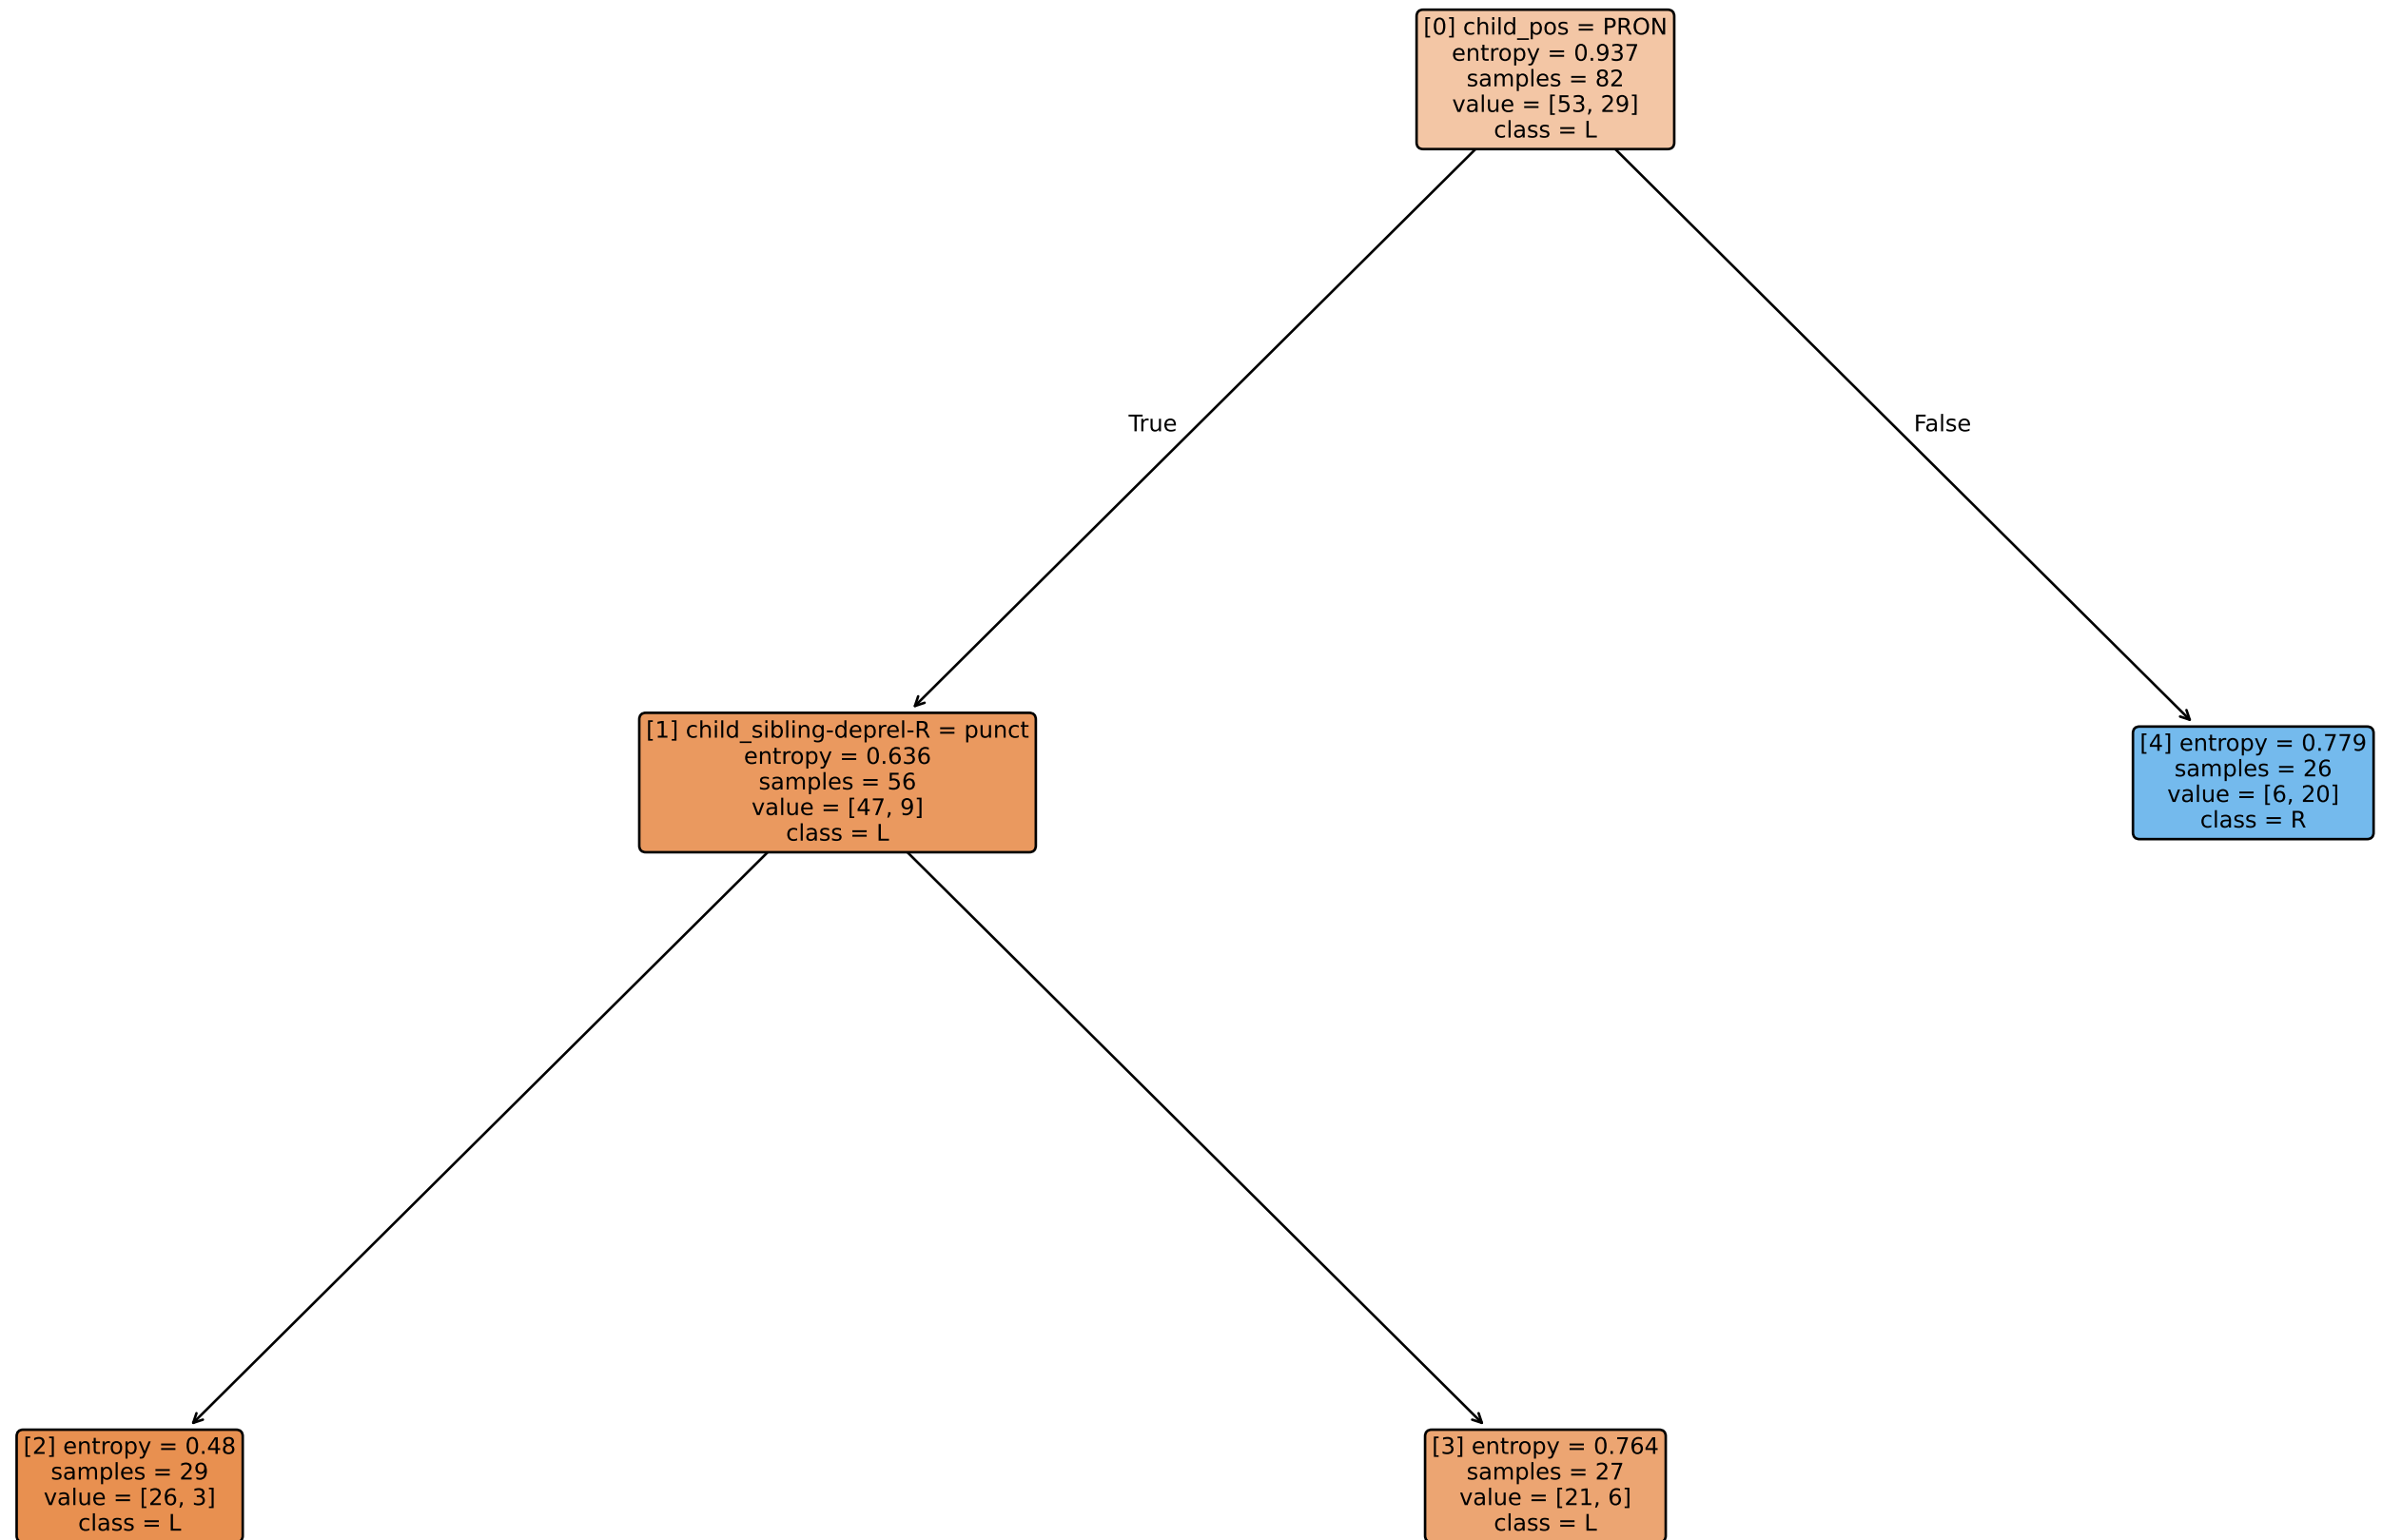 [0] child_pos = PRON
entropy = 0.937
samples = 82
value = [53, 29]
class = L
True
False
[1] child_sibling-deprel-R = punct
entropy = 0.636
samples = 56
value = [47, 9]
class = L
[4] entropy = 0.779
samples = 26
value = [6, 20]
class = R
[2] entropy = 0.48
samples = 29
value = [26, 3]
class = L
[3] entropy = 0.764
samples = 27
value = [21, 6]
class = L